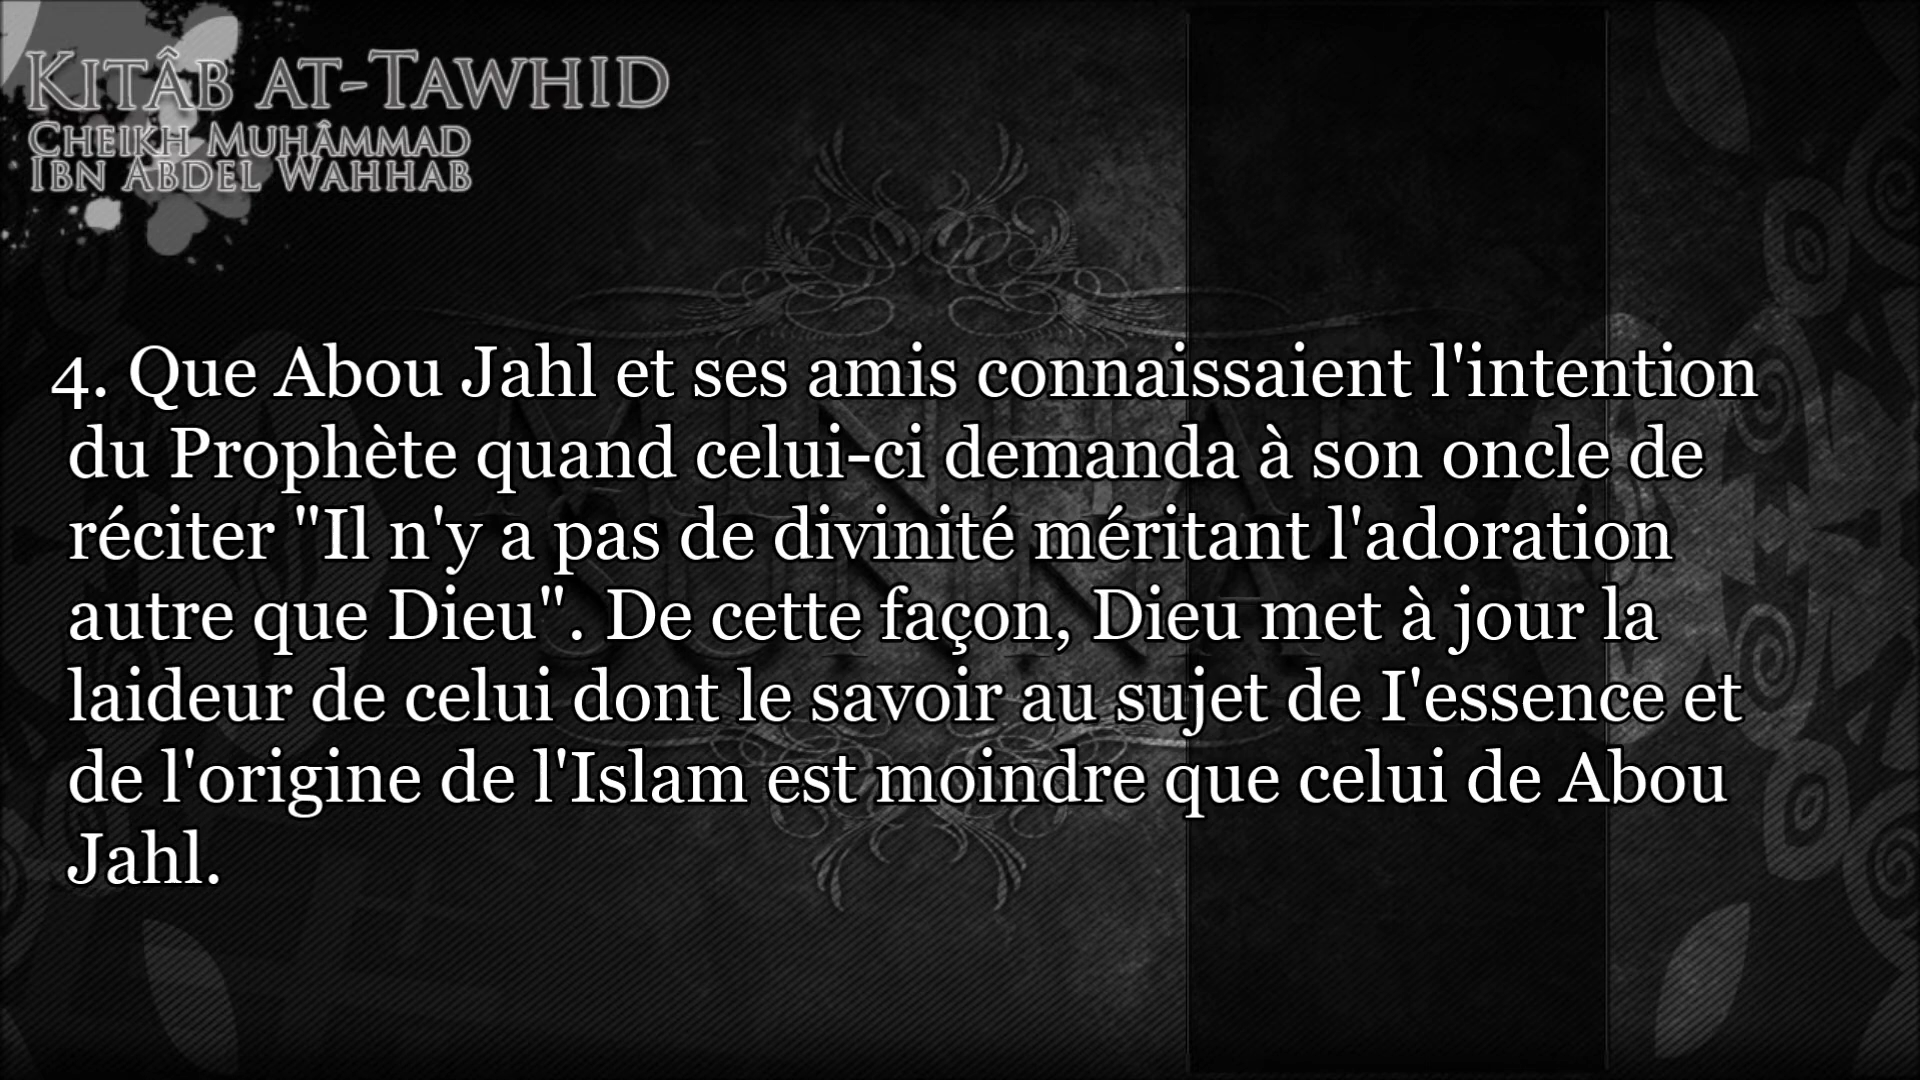 KITÂB AT-TAWHID
CHEIKH MUHÂMMAD
IBN ABDEL WAHHAB
4. Que Abou Jahl et ses amis connaissaient l'intention
du Prophète quand celui-ci demanda à son oncle de
réciter "Il n'y a pas de divinité méritant l'adoration
autre que Dieu". De cette façon, Dieu met à jour la
laideur de celui dont le savoir au sujet de I'essence et
de l'origine de l'Islam est moindre que celui de Abou
Jahl.